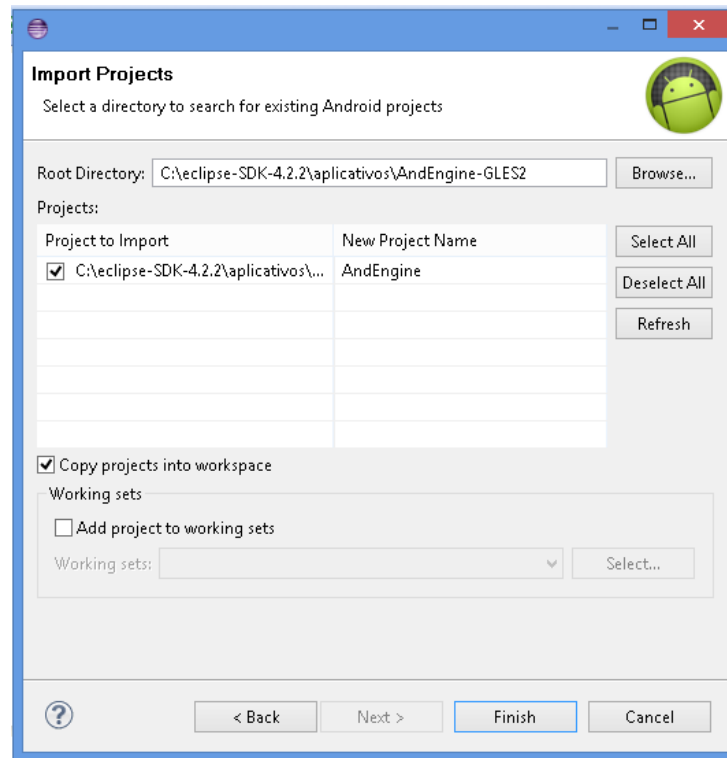 Import Projects
Select a directory to search for existing Android projects
Root Directory: C:\eclipse-SDK-4.2.2\aplicativos\AndEngine-GLES2 Browse...
Projects:
Project to Import New Project Name Select All
C:\eclipse-SDK-4.2.2\aplicativos\... AndEngine
Deselect All
Refresh
Copy projects into workspace
Working sets
Add project to working sets
Working sets: Select...
? < Back Next > Finish Cancel